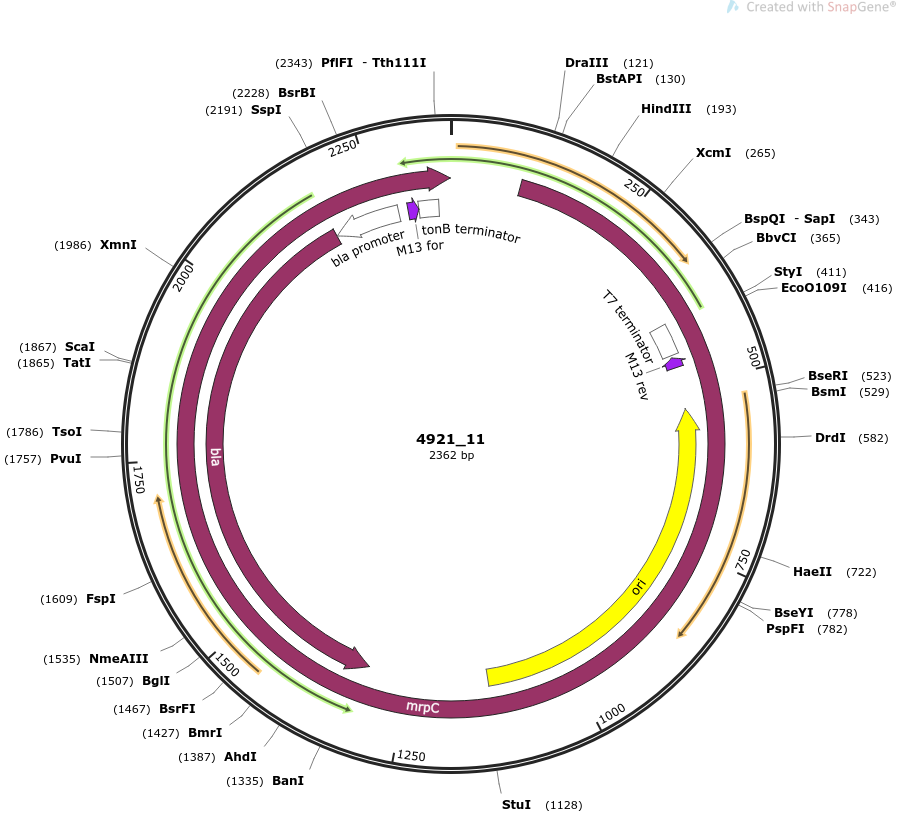 Created with SnapGene®
(2343) PflFI - Tth111I
DraIII (121)
BstAPI (130)
(2228) BsrBI
(2191) SspI
HindIII (193)
2250
XcmI (265)
250
BspQI - SapI (343)
BbvCI (365)
bla promoter
M13 for
tonB terminator
(1986) XmnI
2000
StyI (411)
EcoO109I (416)
T7 terminator
M13 rev
500
(1867) ScaI
(1865) TatI
BseRI (523)
BsmI (529)
(1786) TsoI
(1757) PvuI
4921_11
2362 bp
DrdI (582)
bla
1750
750
HaeII (722)
ori
(1609) FspI
BseYI (778)
PspFI (782)
(1535) NmeAIII
1500
(1507) BglI
(1467) BsrFI
mrpC
1000
(1427) BmrI
(1387) AhdI
1250
(1335) BanI
StuI (1128)